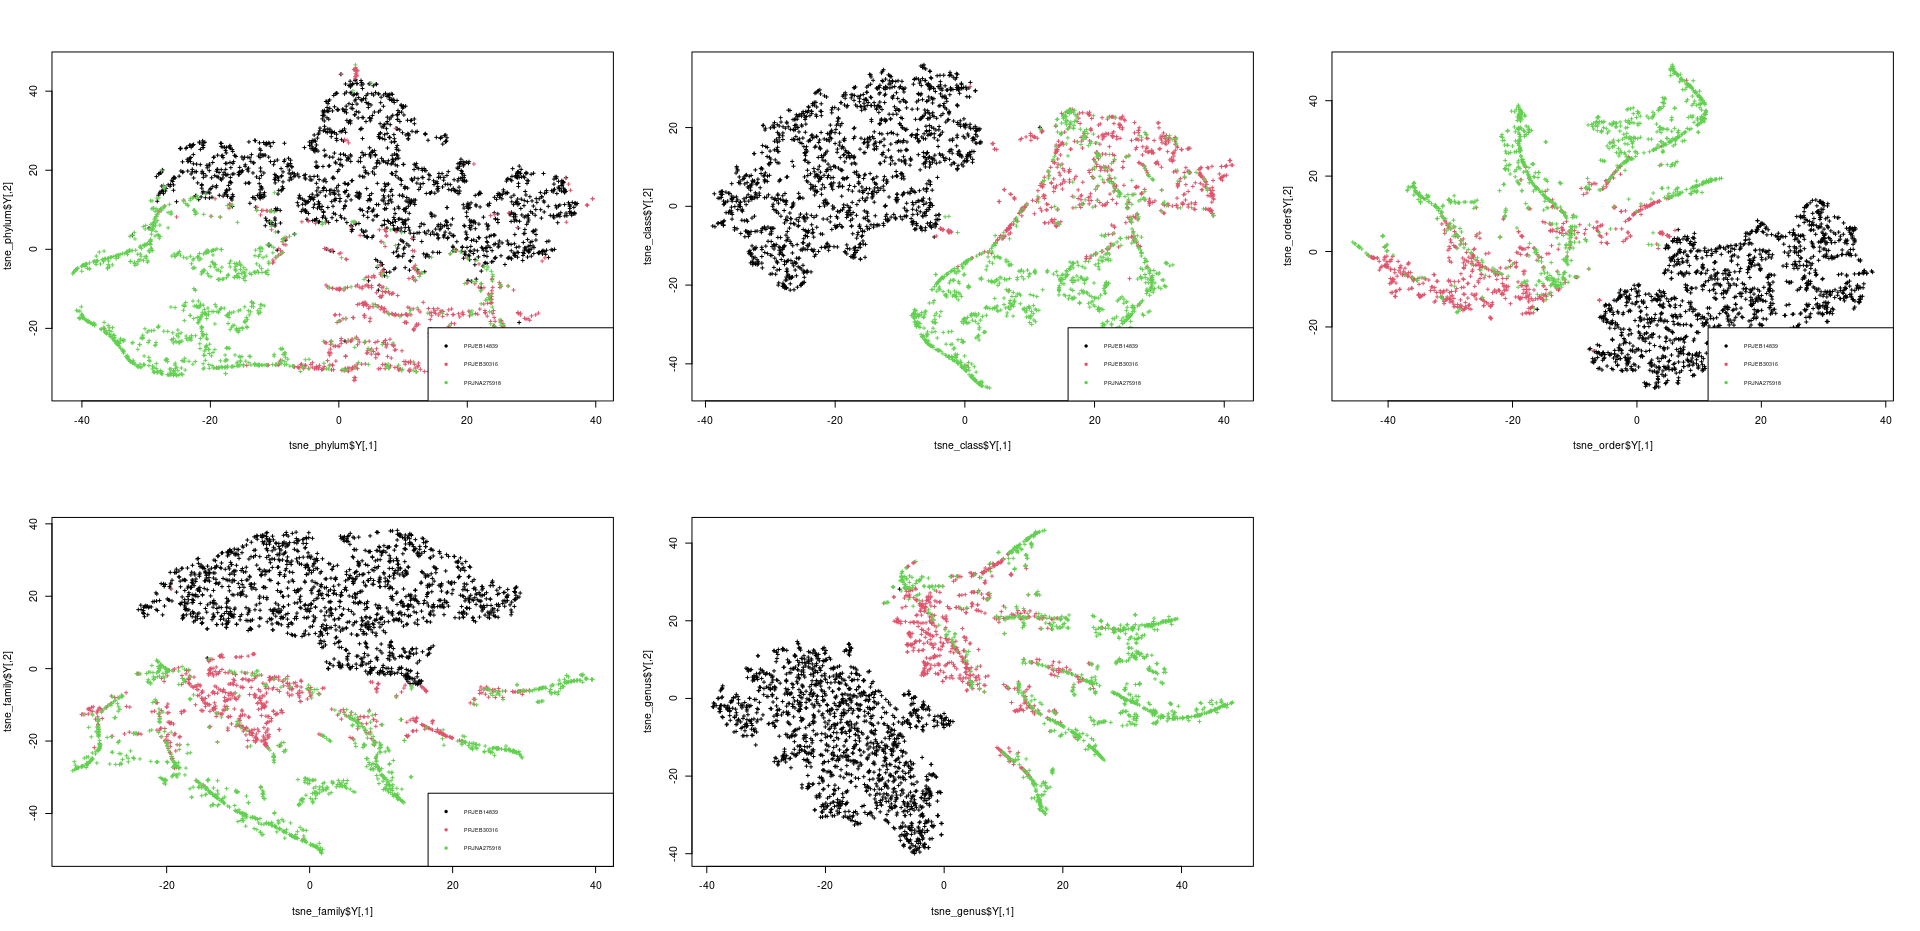 tsne_phylum$Y[,2]
40
20
0
-20
-40
-20
0
20
40
tsne_phylum$Y[,1]
PRJEB14839
PRJEB30316
PRJNA275918
tsne_class$Y[,2]
20
0
-20
-40
-40
-20
0
20
40
tsne_class$Y[,1]
PRJEB14839
PRJEB30316
PRJNA275918
tsne_order$Y[,2]
40
20
0
-20
-40
-20
0
20
40
tsne_order$Y[,1]
PRJEB14839
PRJEB30316
PRJNA275918
tsne_family$Y[,2]
40
20
0
-20
-40
-20
0
20
40
tsne_family$Y[,1]
PRJEB14839
PRJEB30316
PRJNA275918
tsne_genus$Y[,2]
40
20
0
-20
-40
-40
-20
0
20
40
tsne_genus$Y[,1]